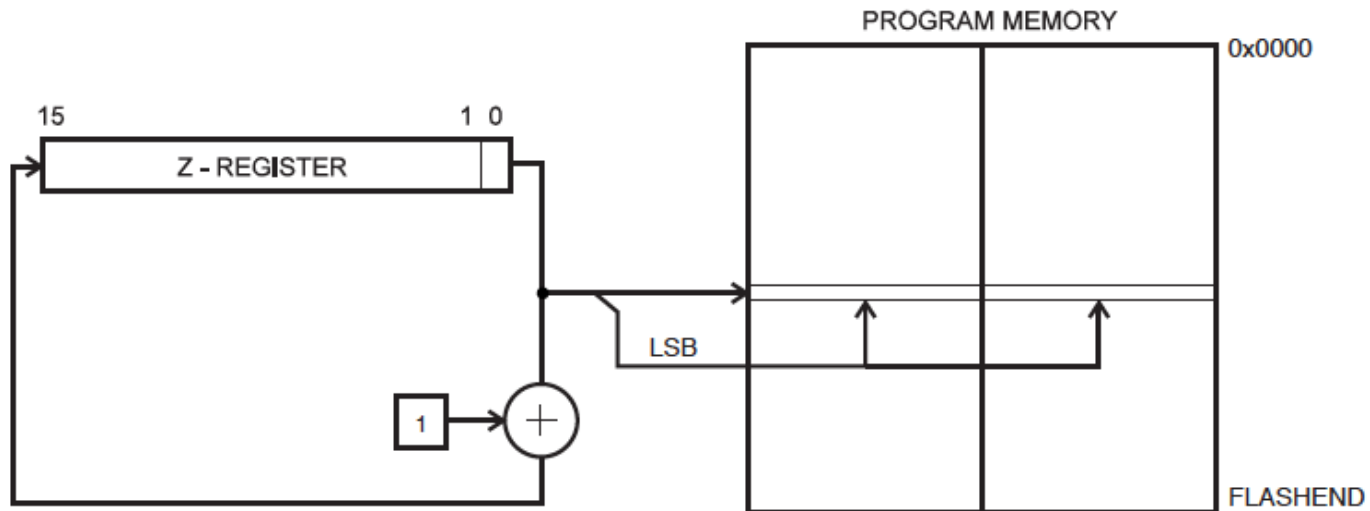 PROGRAM MEMORY
0x0000
15 1 0
Z - REGISTER
LSB
1
FLASHEND